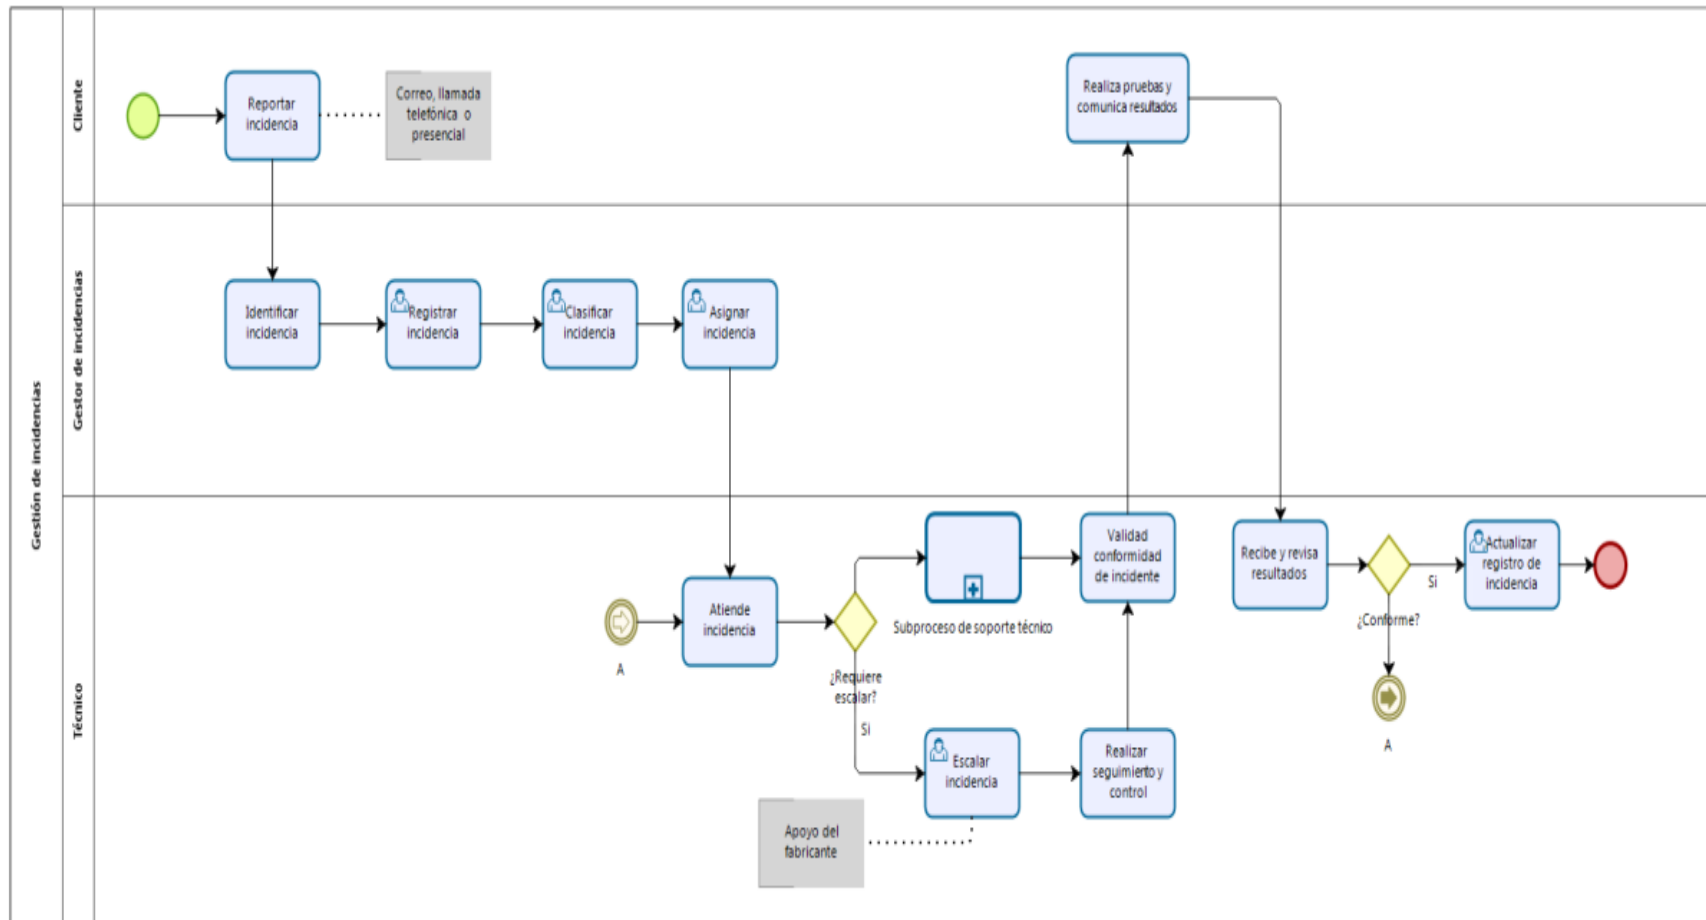 Gestión de incidencias
Cliente
Reportar
incidencia
Correo, llamada
telefónica o
presencial
Realiza pruebas y
comunica resultados
Gestor de incidencias
Identificar
incidencia
Registrar
incidencia
Clasificar
incidencia
Asignar
incidencia
Técnico
A
Atiende
incidencia
¿Requiere
escalar?
Si
Subproceso de soporte técnico
Validad
conformidad
de incidente
Escalar
incidencia
Realizar
seguimiento y
control
Apoyo del
fabricante
Recibe y revisa
resultados
¿Conforme?
Si
Actualizar
registro de
incidencia
A